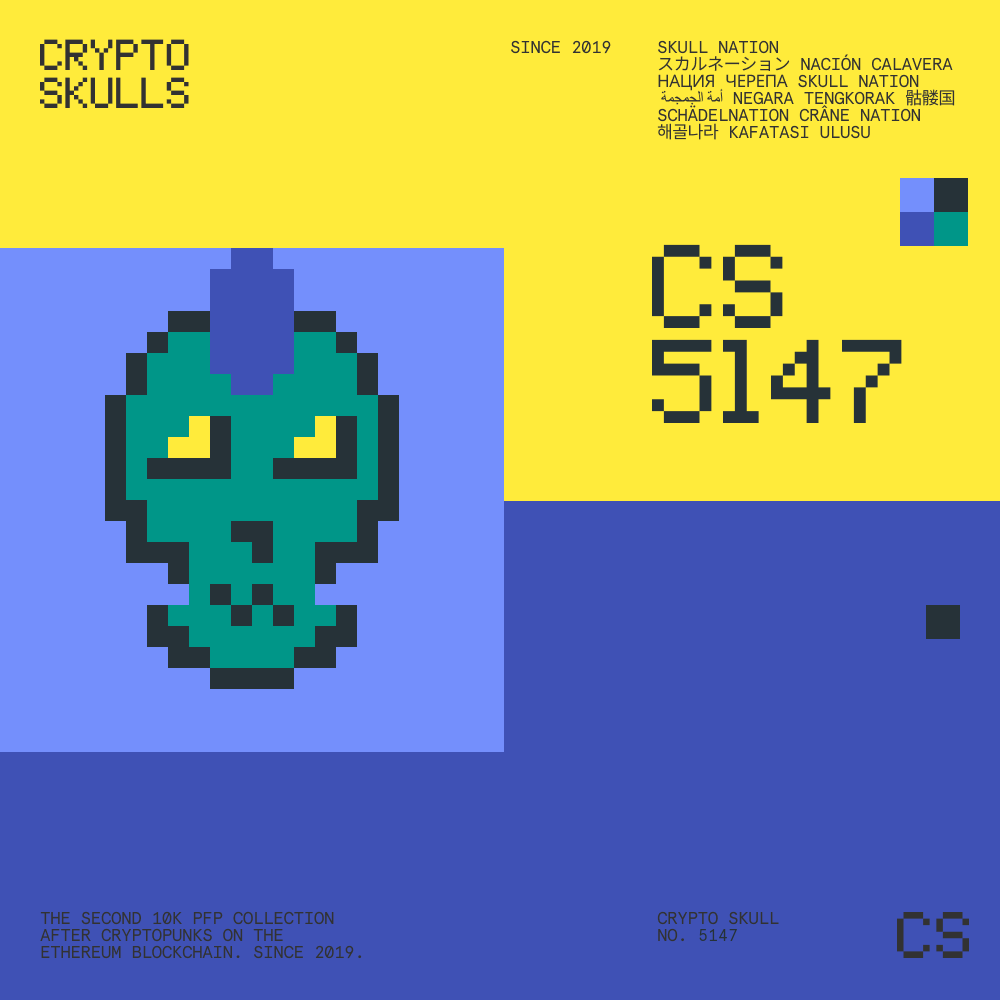 CRYPTO
SKULLS
SINCE 2019
SKULL NATION
スカルネーション NACIÓN CALAVERA
НАЦИЯ ЧЕРЕПА SKULL NATION
أمة الجمجمة NEGARA TENGKORAK 骷髅国
SCHÄDELNATION CRÂNE NATION
해골나라 KAFATASI ULUSU
CS
5147
THE SECOND 10K PFP COLLECTION
AFTER CRYPTOPUNKS ON THE
ETHEREUM BLOCKCHAIN. SINCE 2019.
CRYPTO SKULL
NO. 5147
CS